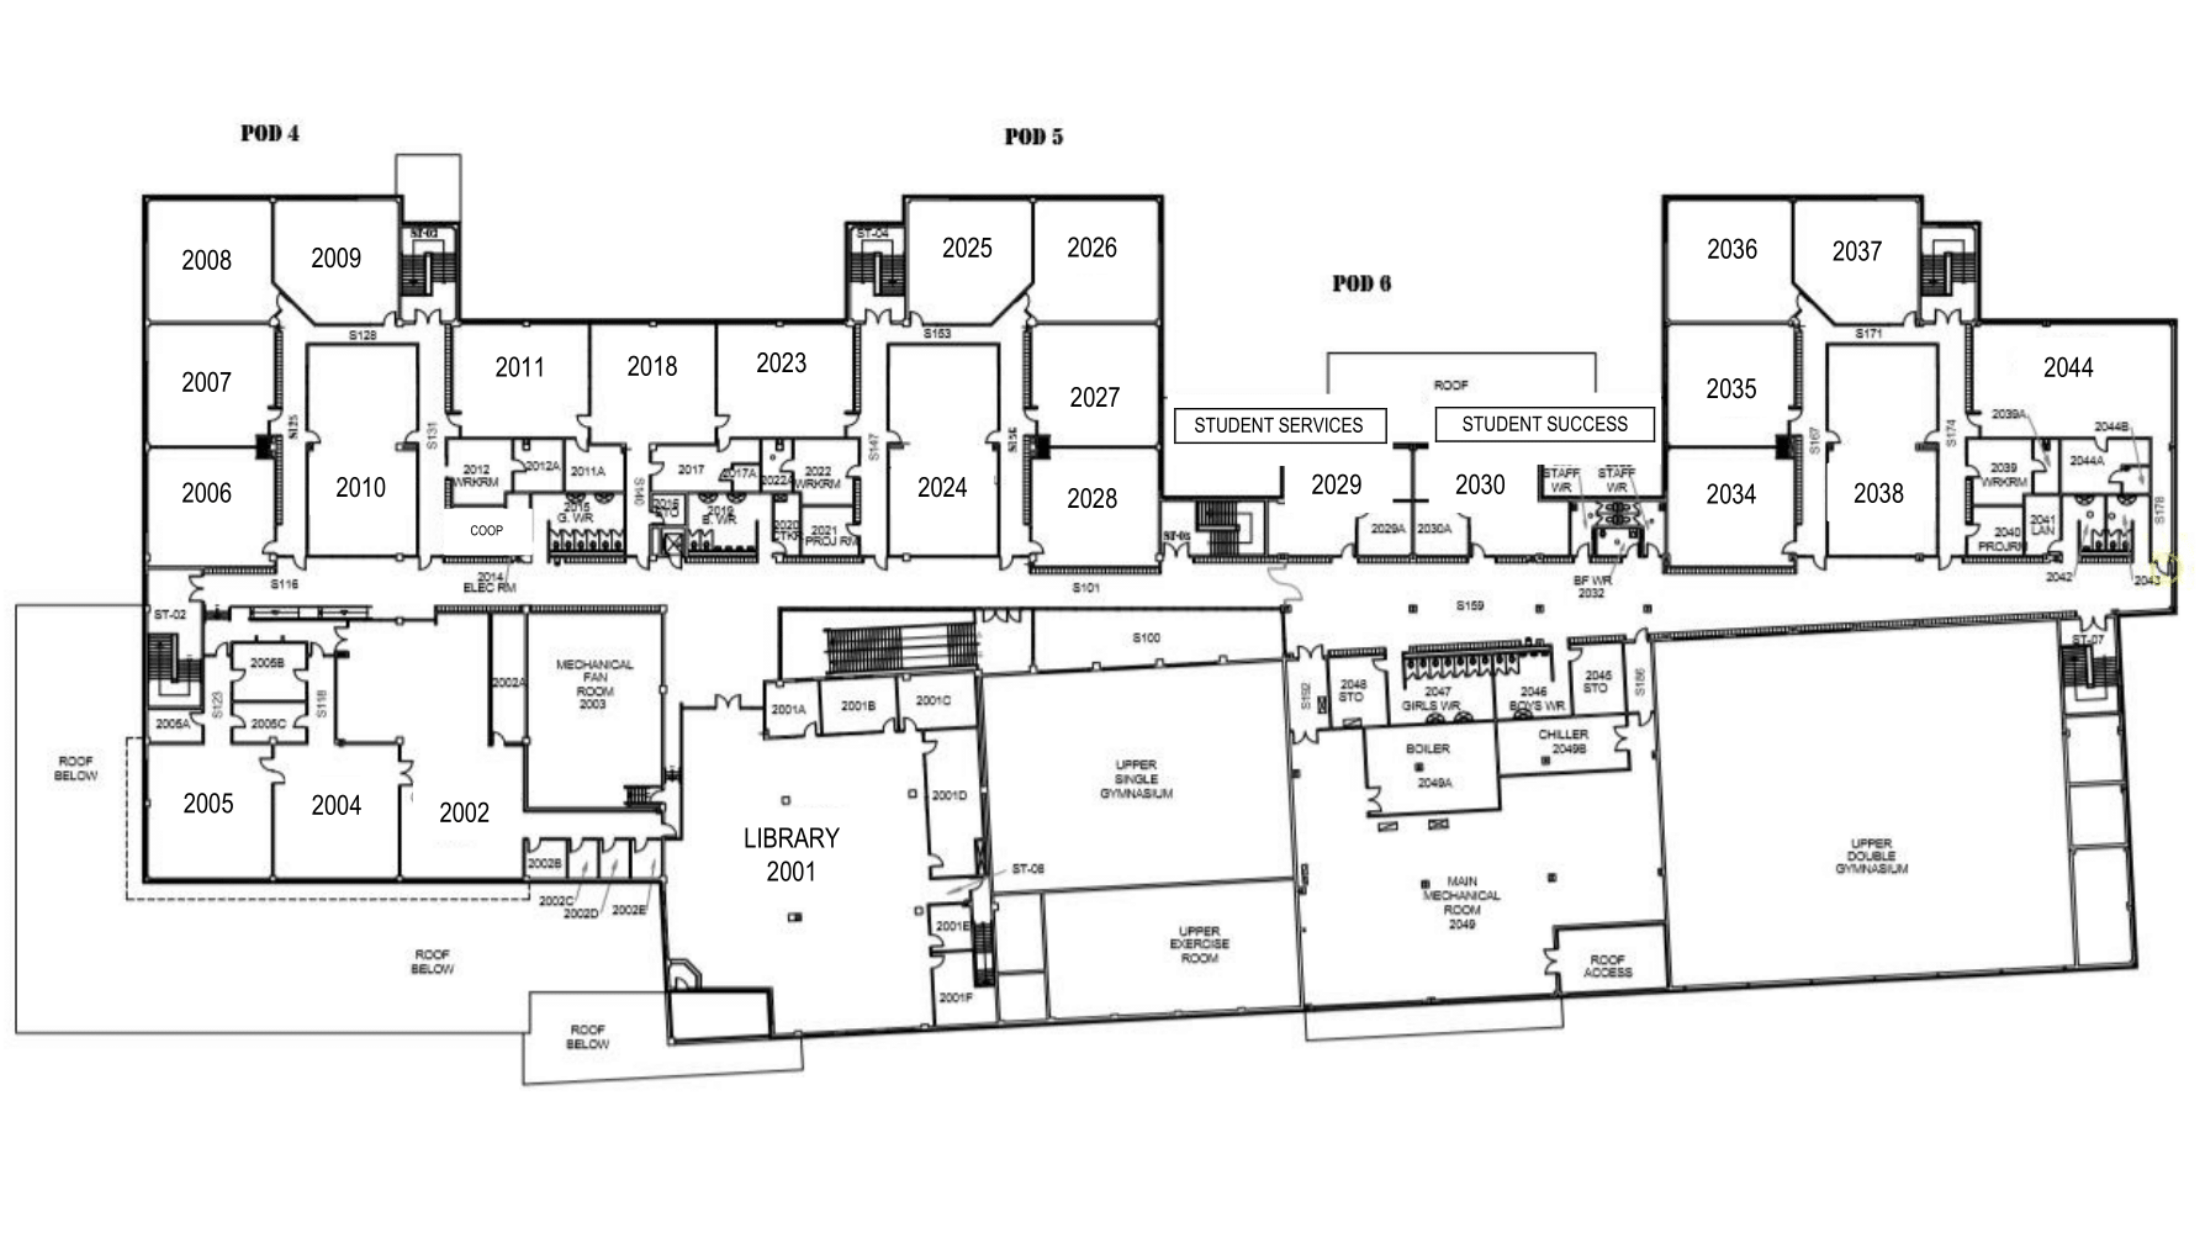 POD 4
POD 5
POD 6
2008
2009
ST-03
ST-04
2025
2026
2036
2037
S128
S153
S171
2007
2011
2018
2023
2027
2035
2044
ROOF
STUDENT SERVICES
STUDENT SUCCESS
2039A
2044B
S125
S131
S147
S156
S167
S174
2006
2010
2012
WRKRM
2012A
2011A
S140
2017
2017A
2022A
2022
WRKRM
2024
2028
2029
2030
STAFF
WR
STAFF
WR
2034
2038
2039
WRKRM
2044A
S178
COOP
2015
G. WR
2016
STO
2019
B. WR
2020
2021
PROJ RM
ST-05
2029A
2030A
2040
PROJRM
2041
LAN
2042
2043
S116
2014
ELEC RM
S101
BF WR
2032
S159
ST-02
S100
ST-07
2005B
2005A
S123
2005C
S118
2002A
MECHANICAL
FAN
ROOM
2003
2001A
2001B
2001C
S192
2048
STO
2047
GIRLS WR
2046
BOYS WR
2045
STO
S186
ROOF
BELOW
2005
2004
2002
LIBRARY
2001
2001D
UPPER
SINGLE
GYMNASIUM
BOILER
2049A
CHILLER
2049B
2002B
2002C
2002D
2002E
ST-08
2001E
2001F
UPPER
EXERCISE
ROOM
MAIN
MECHANICAL
ROOM
2049
UPPER
DOUBLE
GYMNASIUM
ROOF
ACCESS
ROOF
BELOW
ROOF
BELOW